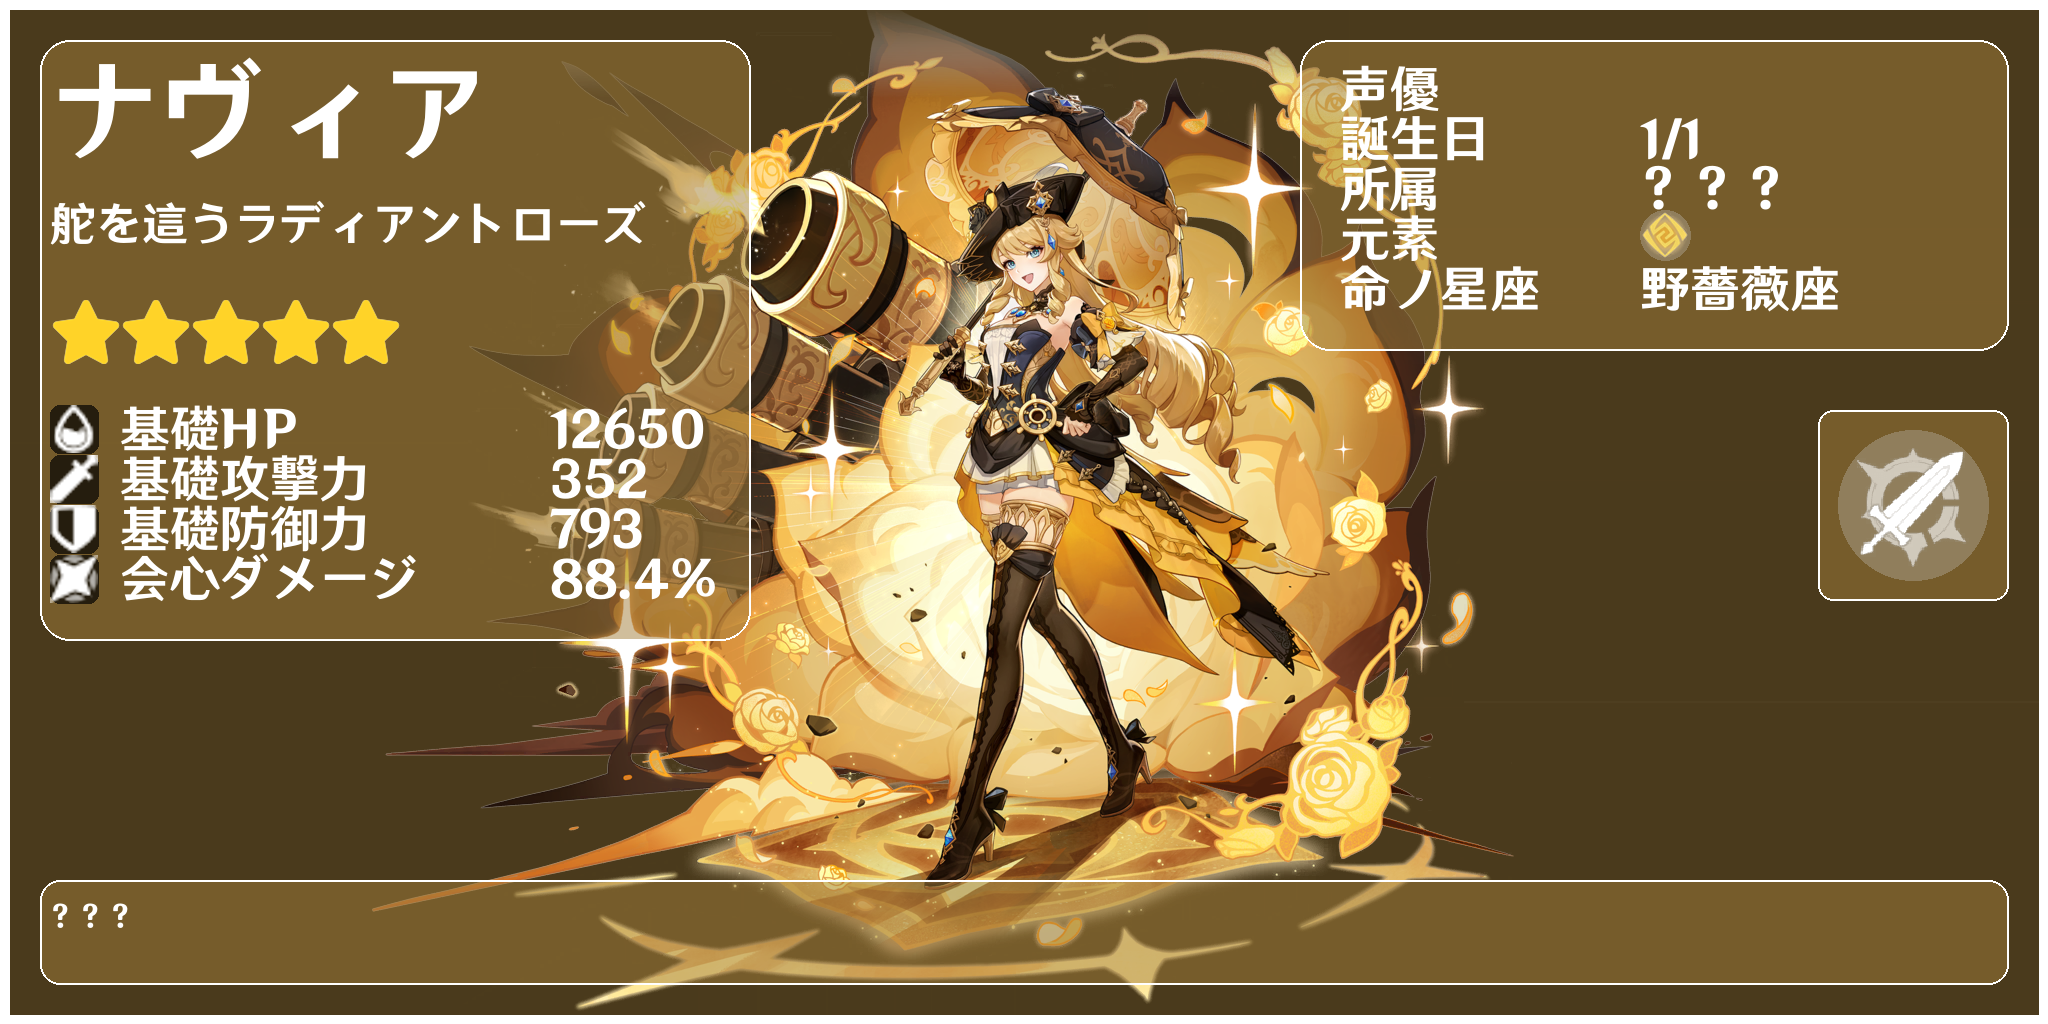 ナヴィア
舵を這うラディアントローズ
基礎HP 12650
基礎攻撃力 352
基礎防御力 793
会心ダメージ 88.4%
声優
誕生日 1/1
所属 ？？？
元素
命ノ星座 野薔薇座
？？？